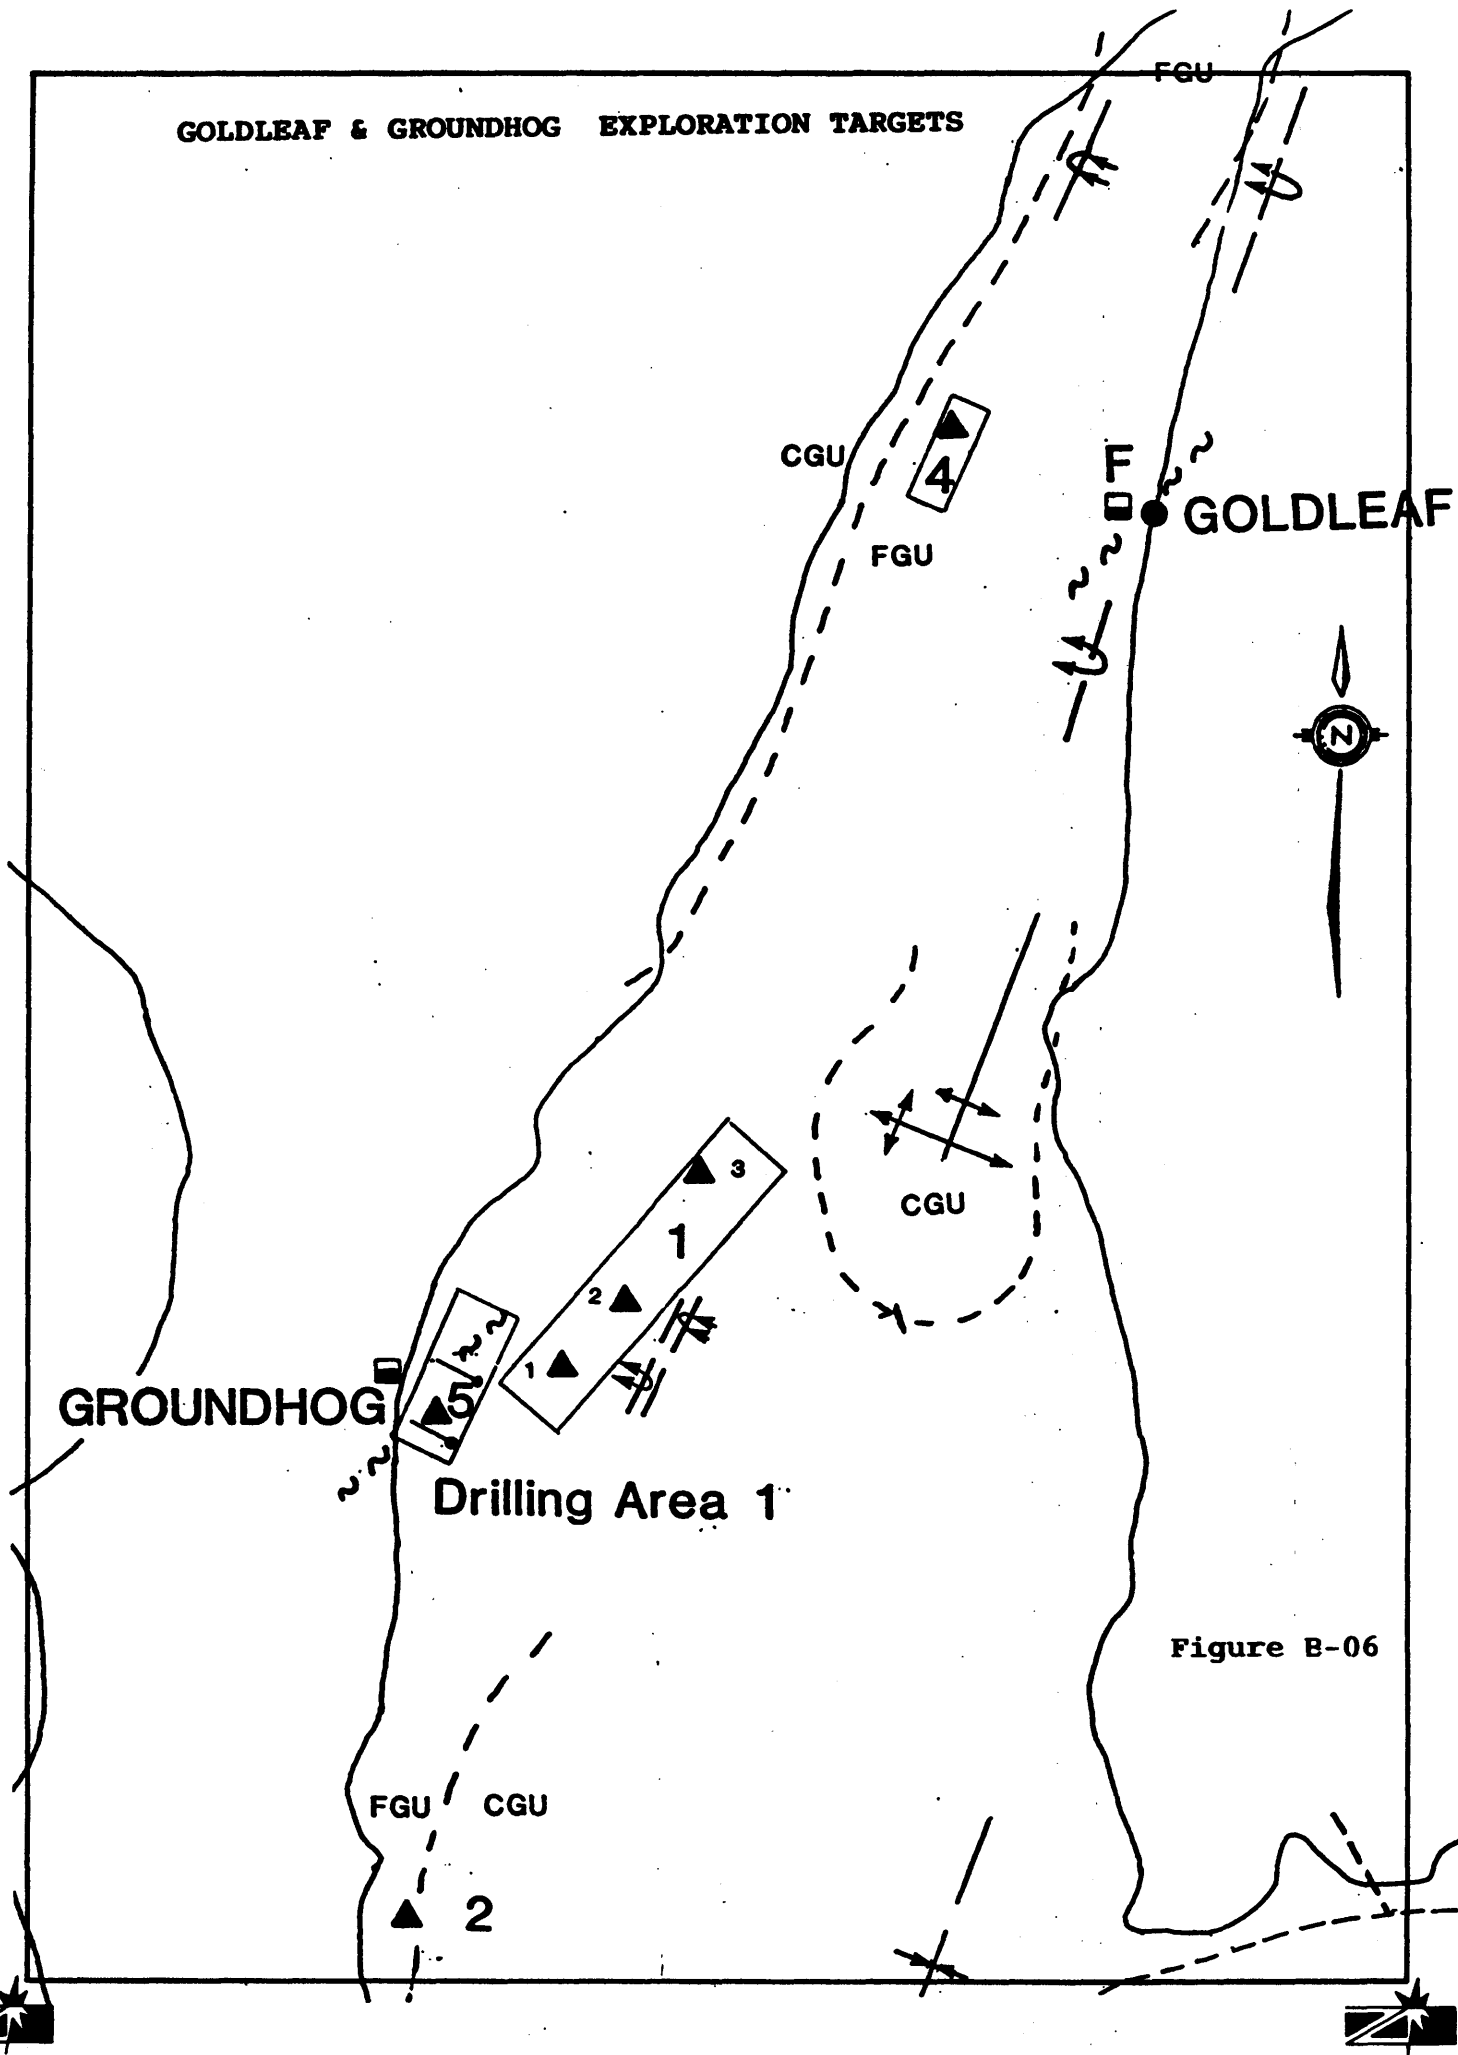 FGU
GOLDLEAF & GROUNDHOG EXPLORATION TARGETS
CGU
4
F
GOLDLEAF
FGU
N
3
CGU
1
2
1
5
GROUNDHOG
Drilling Area 1
Figure B-06
FGU
CGU
2